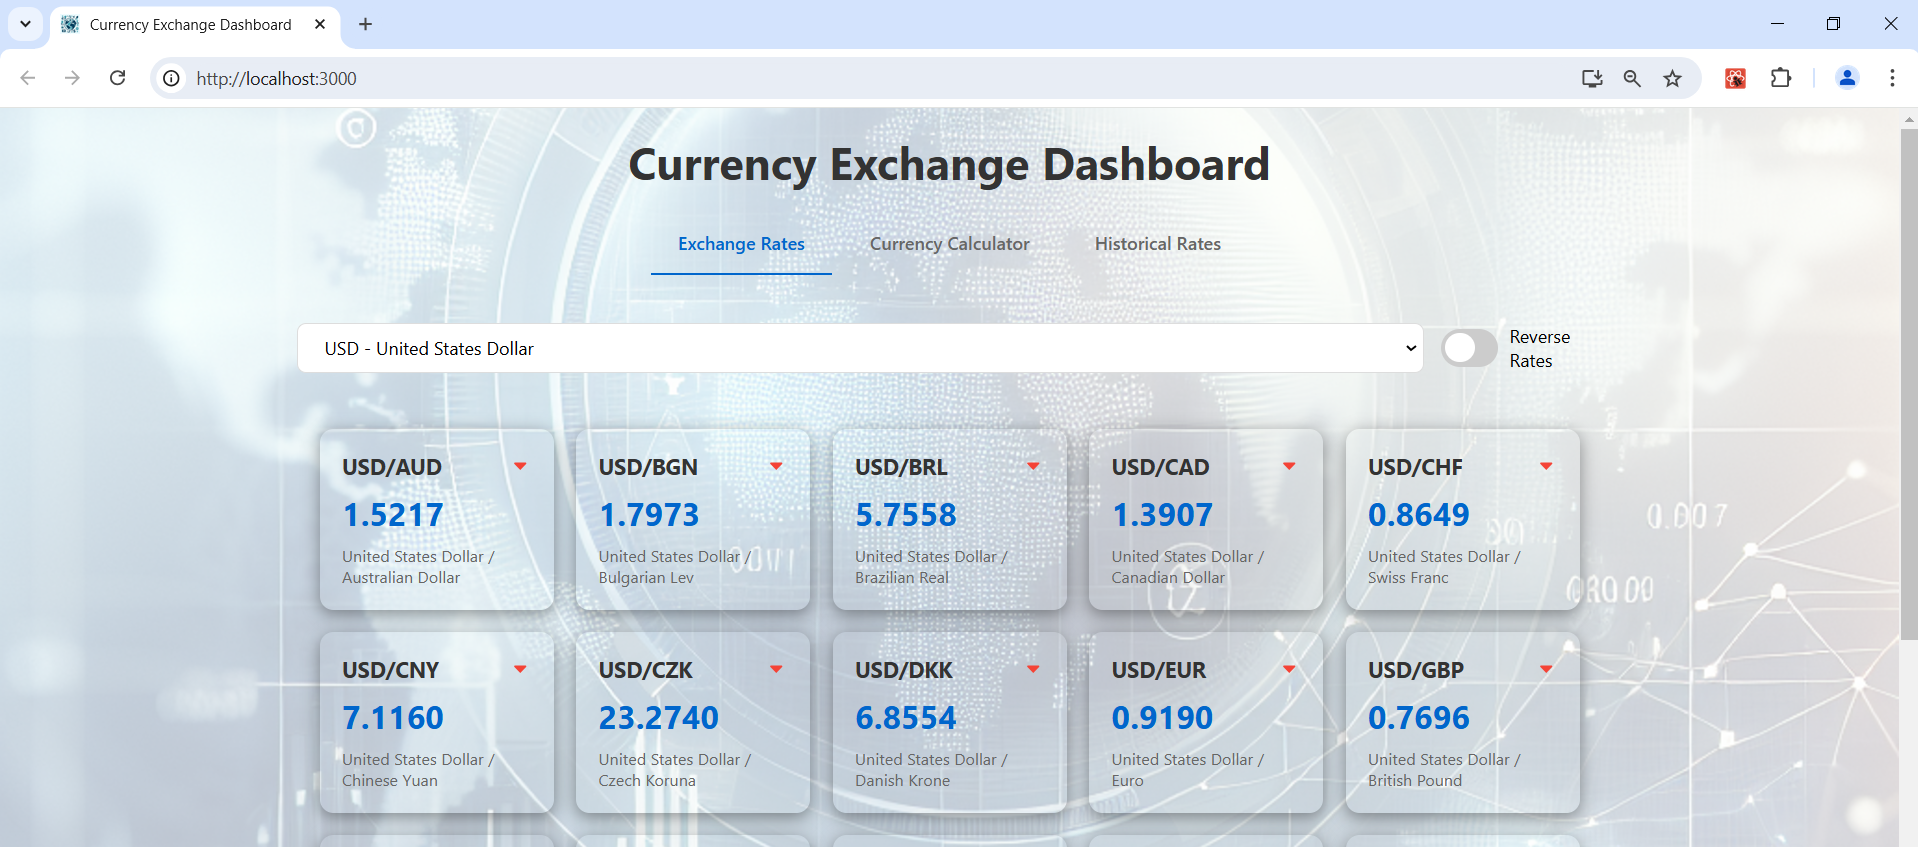 Currency Exchange Dashboard
http://localhost:3000
Currency Exchange Dashboard
Exchange Rates
Currency Calculator
Historical Rates
USD - United States Dollar
Reverse
Rates
USD/AUD
1.5217
United States Dollar /
Australian Dollar
USD/BGN
1.7973
United States Dollar /
Bulgarian Lev
USD/BRL
5.7558
United States Dollar /
Brazilian Real
USD/CAD
1.3907
United States Dollar /
Canadian Dollar
USD/CHF
0.8649
United States Dollar /
Swiss Franc
0.007
USD/CNY
7.1160
United States Dollar /
Chinese Yuan
USD/CZK
23.2740
United States Dollar /
Czech Koruna
USD/DKK
6.8554
United States Dollar /
Danish Krone
USD/EUR
0.9190
United States Dollar /
Euro
USD/GBP
0.7696
United States Dollar /
British Pound